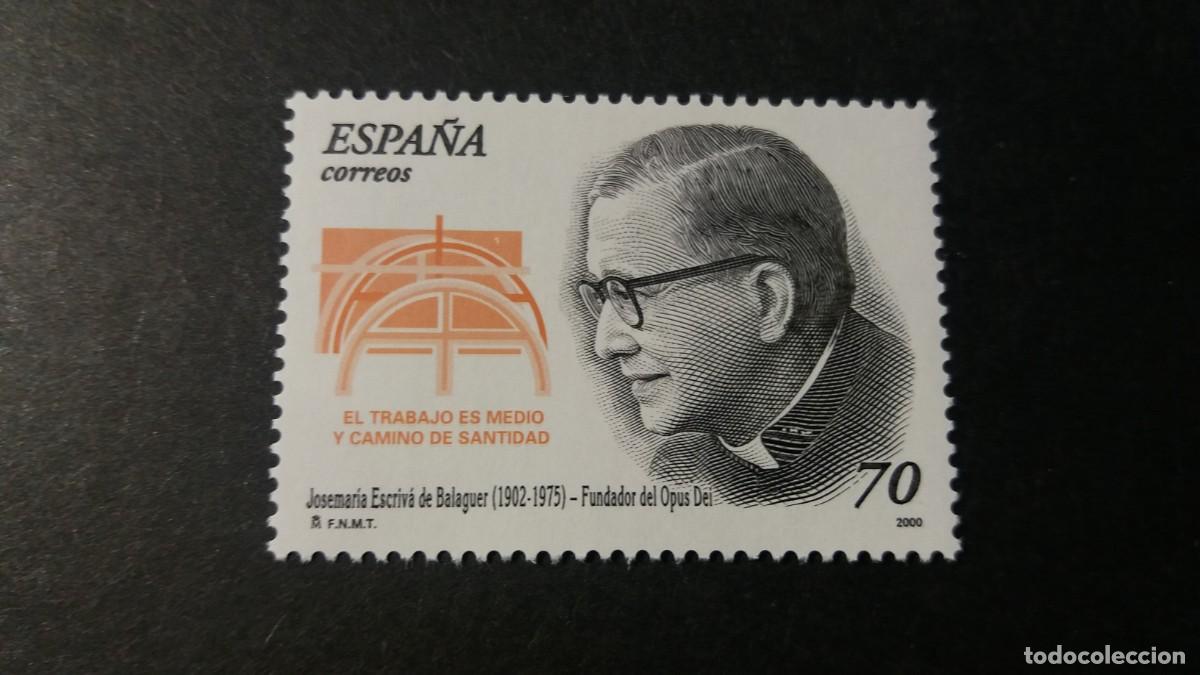 ESPAÑA
correos
EL TRABAJO ES MEDIO
Y CAMINO DE SANTIDAD
Josemaría Escrivá de Balaguer (1902-1975) – Fundador del Opus Dei
F.N.M.T.
70
2000
todocoleccion